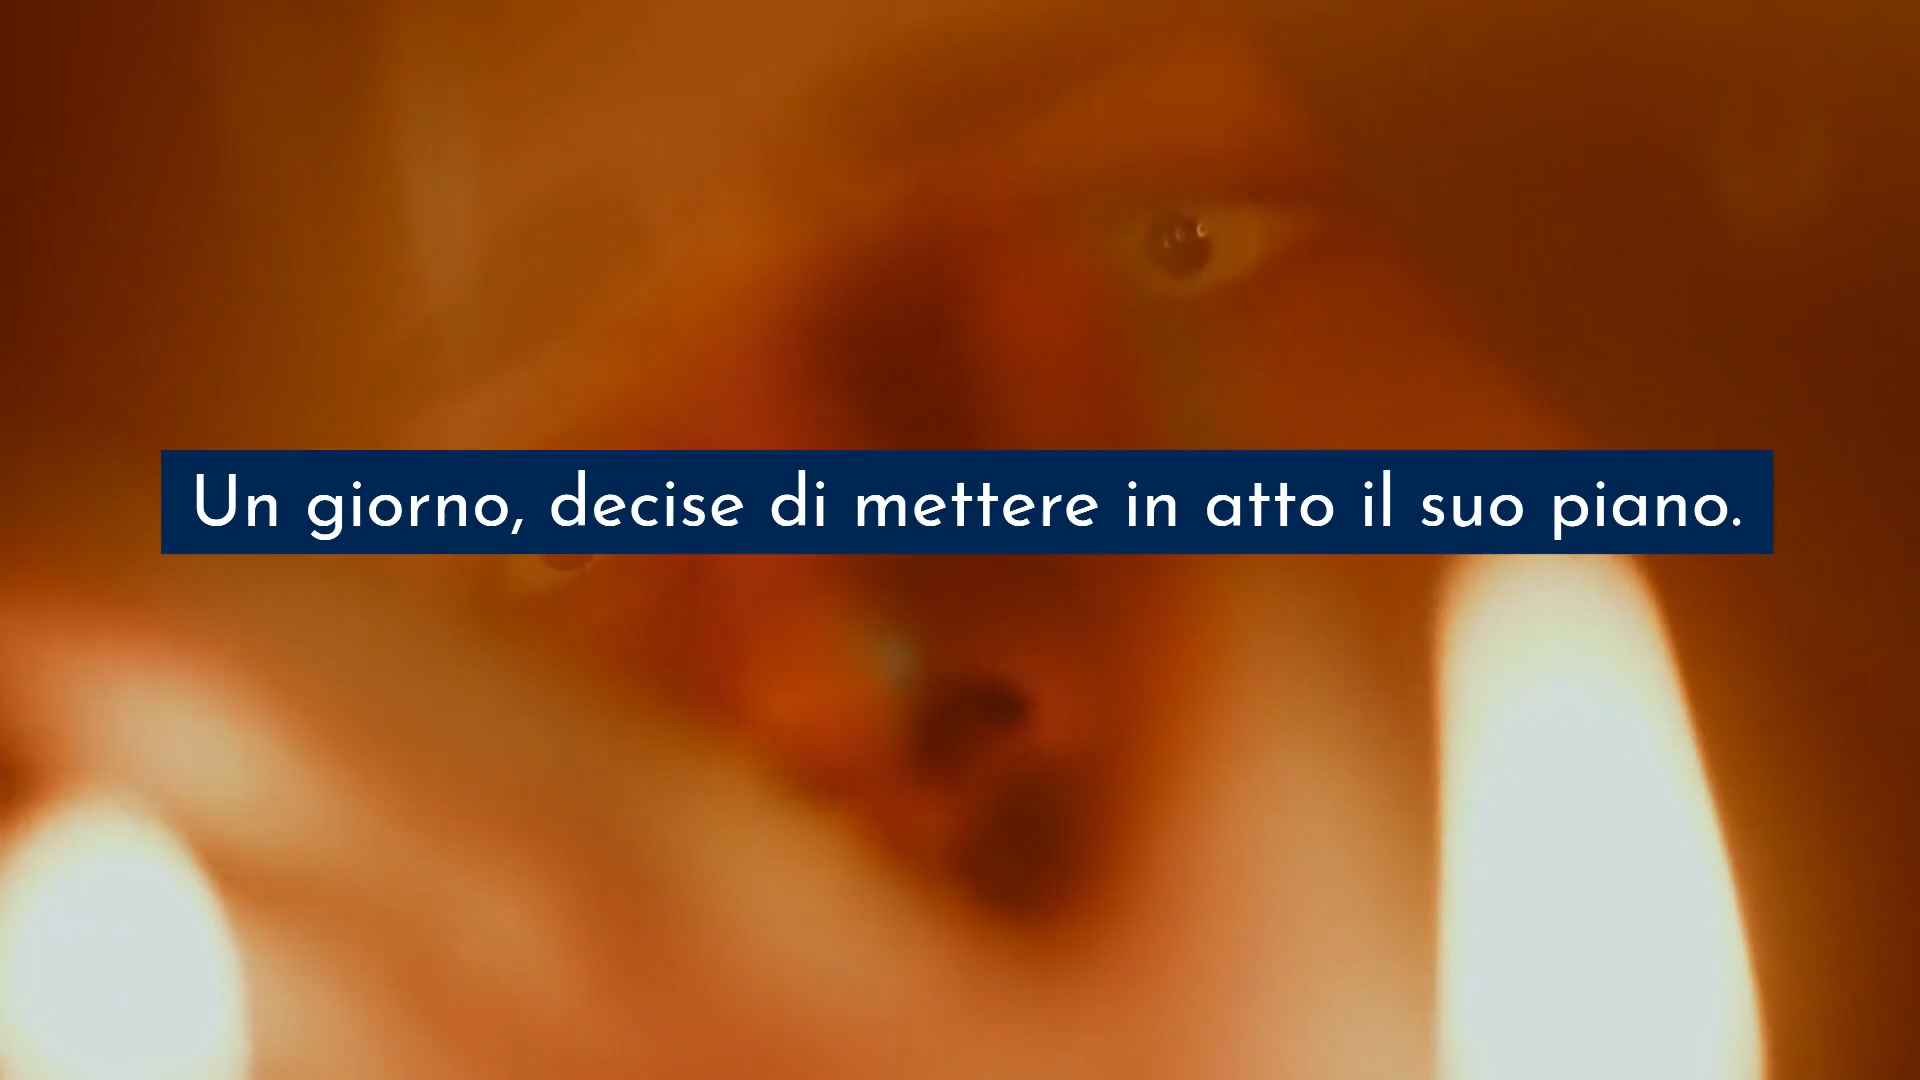 Un giorno, decise di mettere in atto il suo piano.